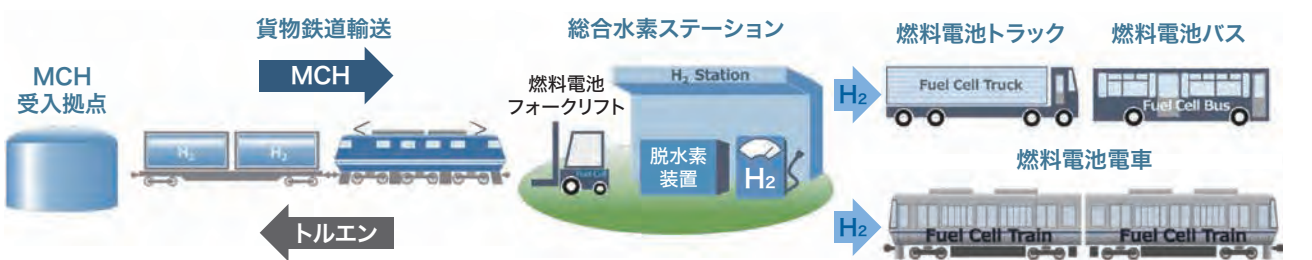 MCH
受入拠点
貨物鉄道輸送
MCH
H2
H2
トルエン
総合水素ステーション
H2 Station
燃料電池
フォークリフト
Fuel Cell
脱水素
装置
H2
H2
燃料電池トラック
Fuel Cell Truck
燃料電池バス
Fuel Cell Bus
H2
燃料電池電車
Fuel Cell Train
Fuel Cell Train